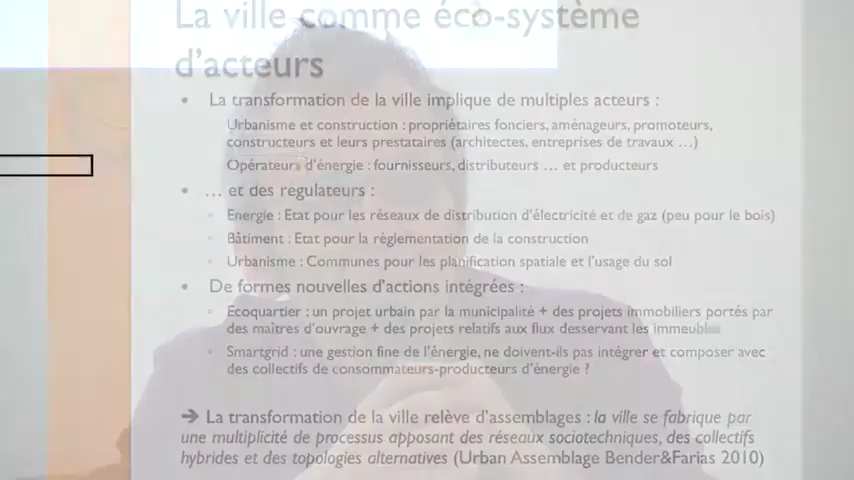 La ville comme éco-système
d'acteurs
• La transformation de la ville implique de multiples acteurs :
Urbanisme et construction : propriétaires fonciers, aménageurs, promoteurs,
constructeurs et leurs prestataires (architectes, entreprises de travaux …)
Opérateurs d'énergie : fournisseurs, distributeurs … et producteurs
• … et des regulateurs :
◦ Energie : Etat pour les réseaux de distribution d'électricité et de gaz (peu pour le bois)
◦ Bâtiment : Etat pour la règlementation de la construction
◦ Urbanisme : Communes pour les planification spatiale et l'usage du sol
• De formes nouvelles d'actions intégrées :
◦ Ecoquartier : un projet urbain par la municipalité + des projets immobiliers portés par
des maîtres d'ouvrage + des projets relatifs aux flux desservant les immeubles
◦ Smartgrid : une gestion fine de l'énergie, ne doivent-ils pas intégrer et composer avec
des collectifs de consommateurs-producteurs d'énergie ?
➔ La transformation de la ville relève d'assemblages : la ville se fabrique par
une multiplicité de processus apposant des réseaux sociotechniques, des collectifs
hybrides et des topologies alternatives (Urban Assemblage Bender&Farias 2010)